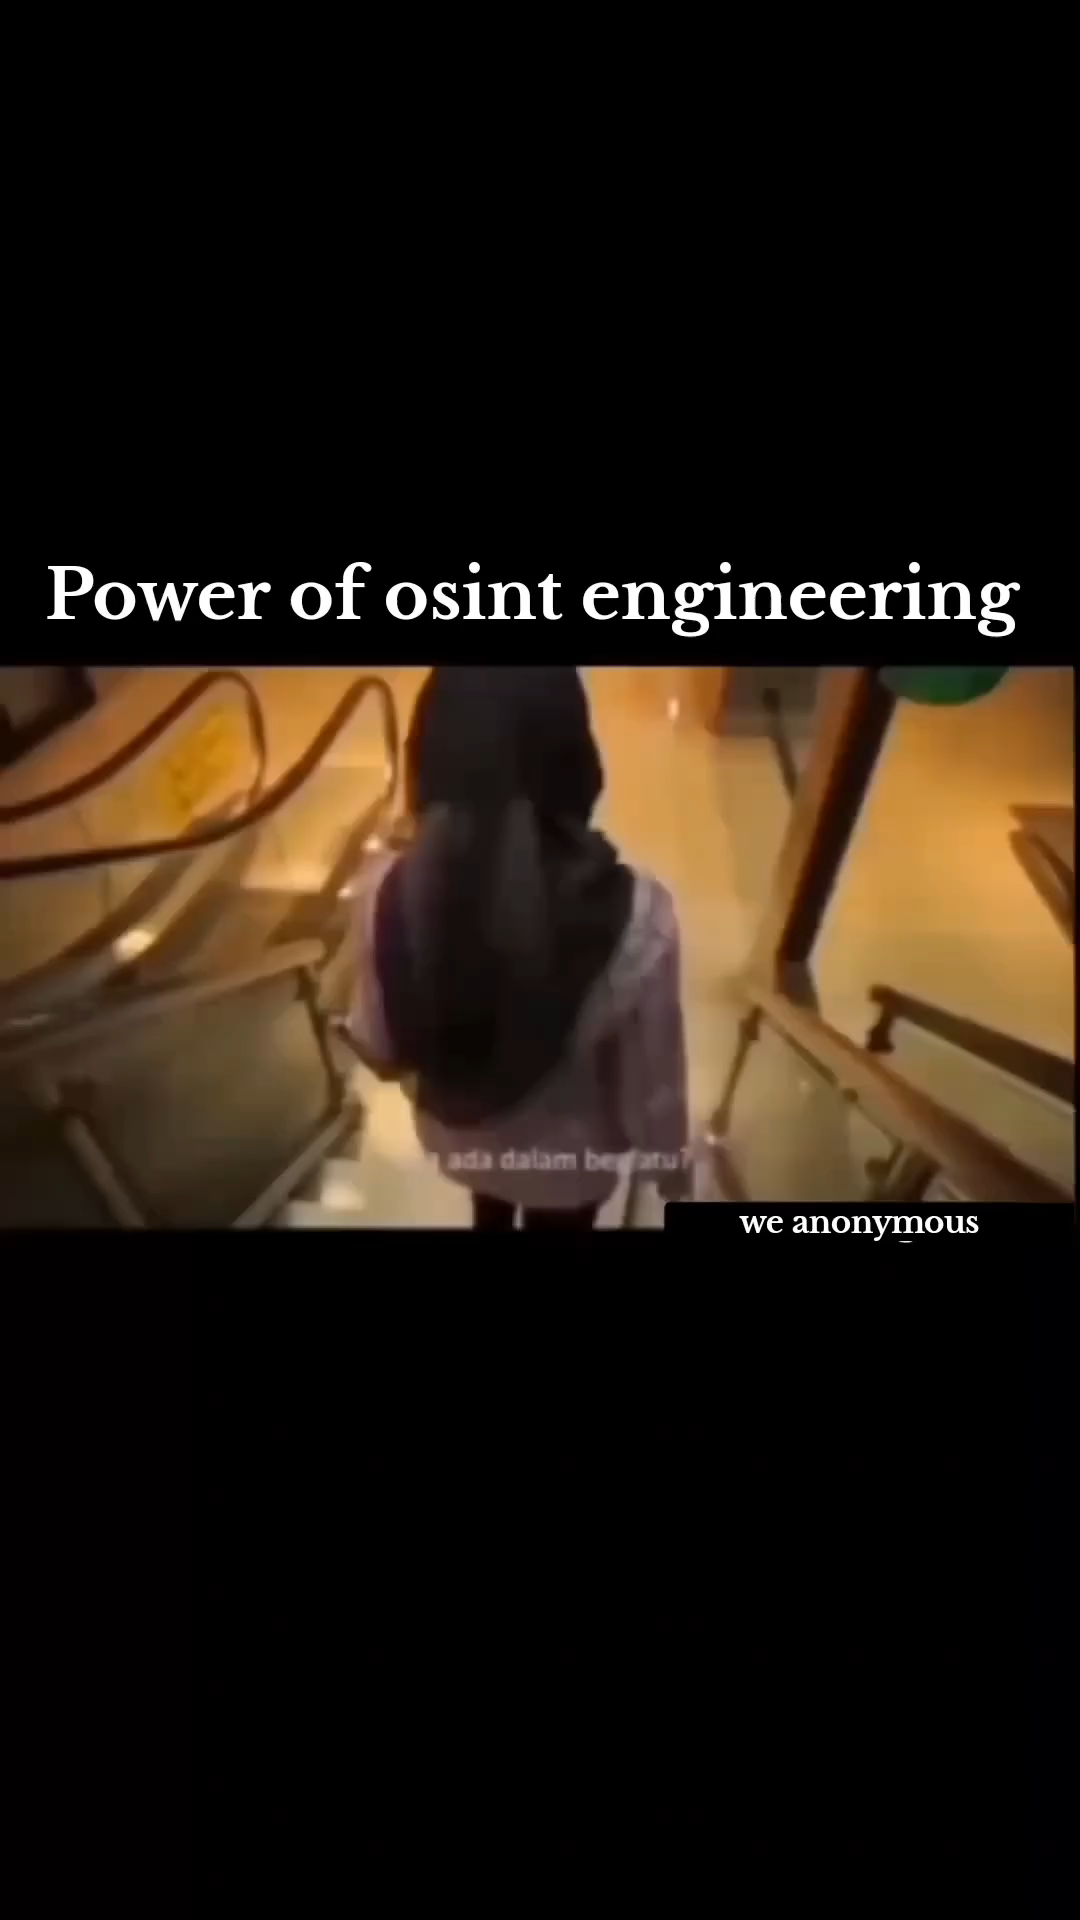 Power of osint engineering
ada dalam
we anonymous